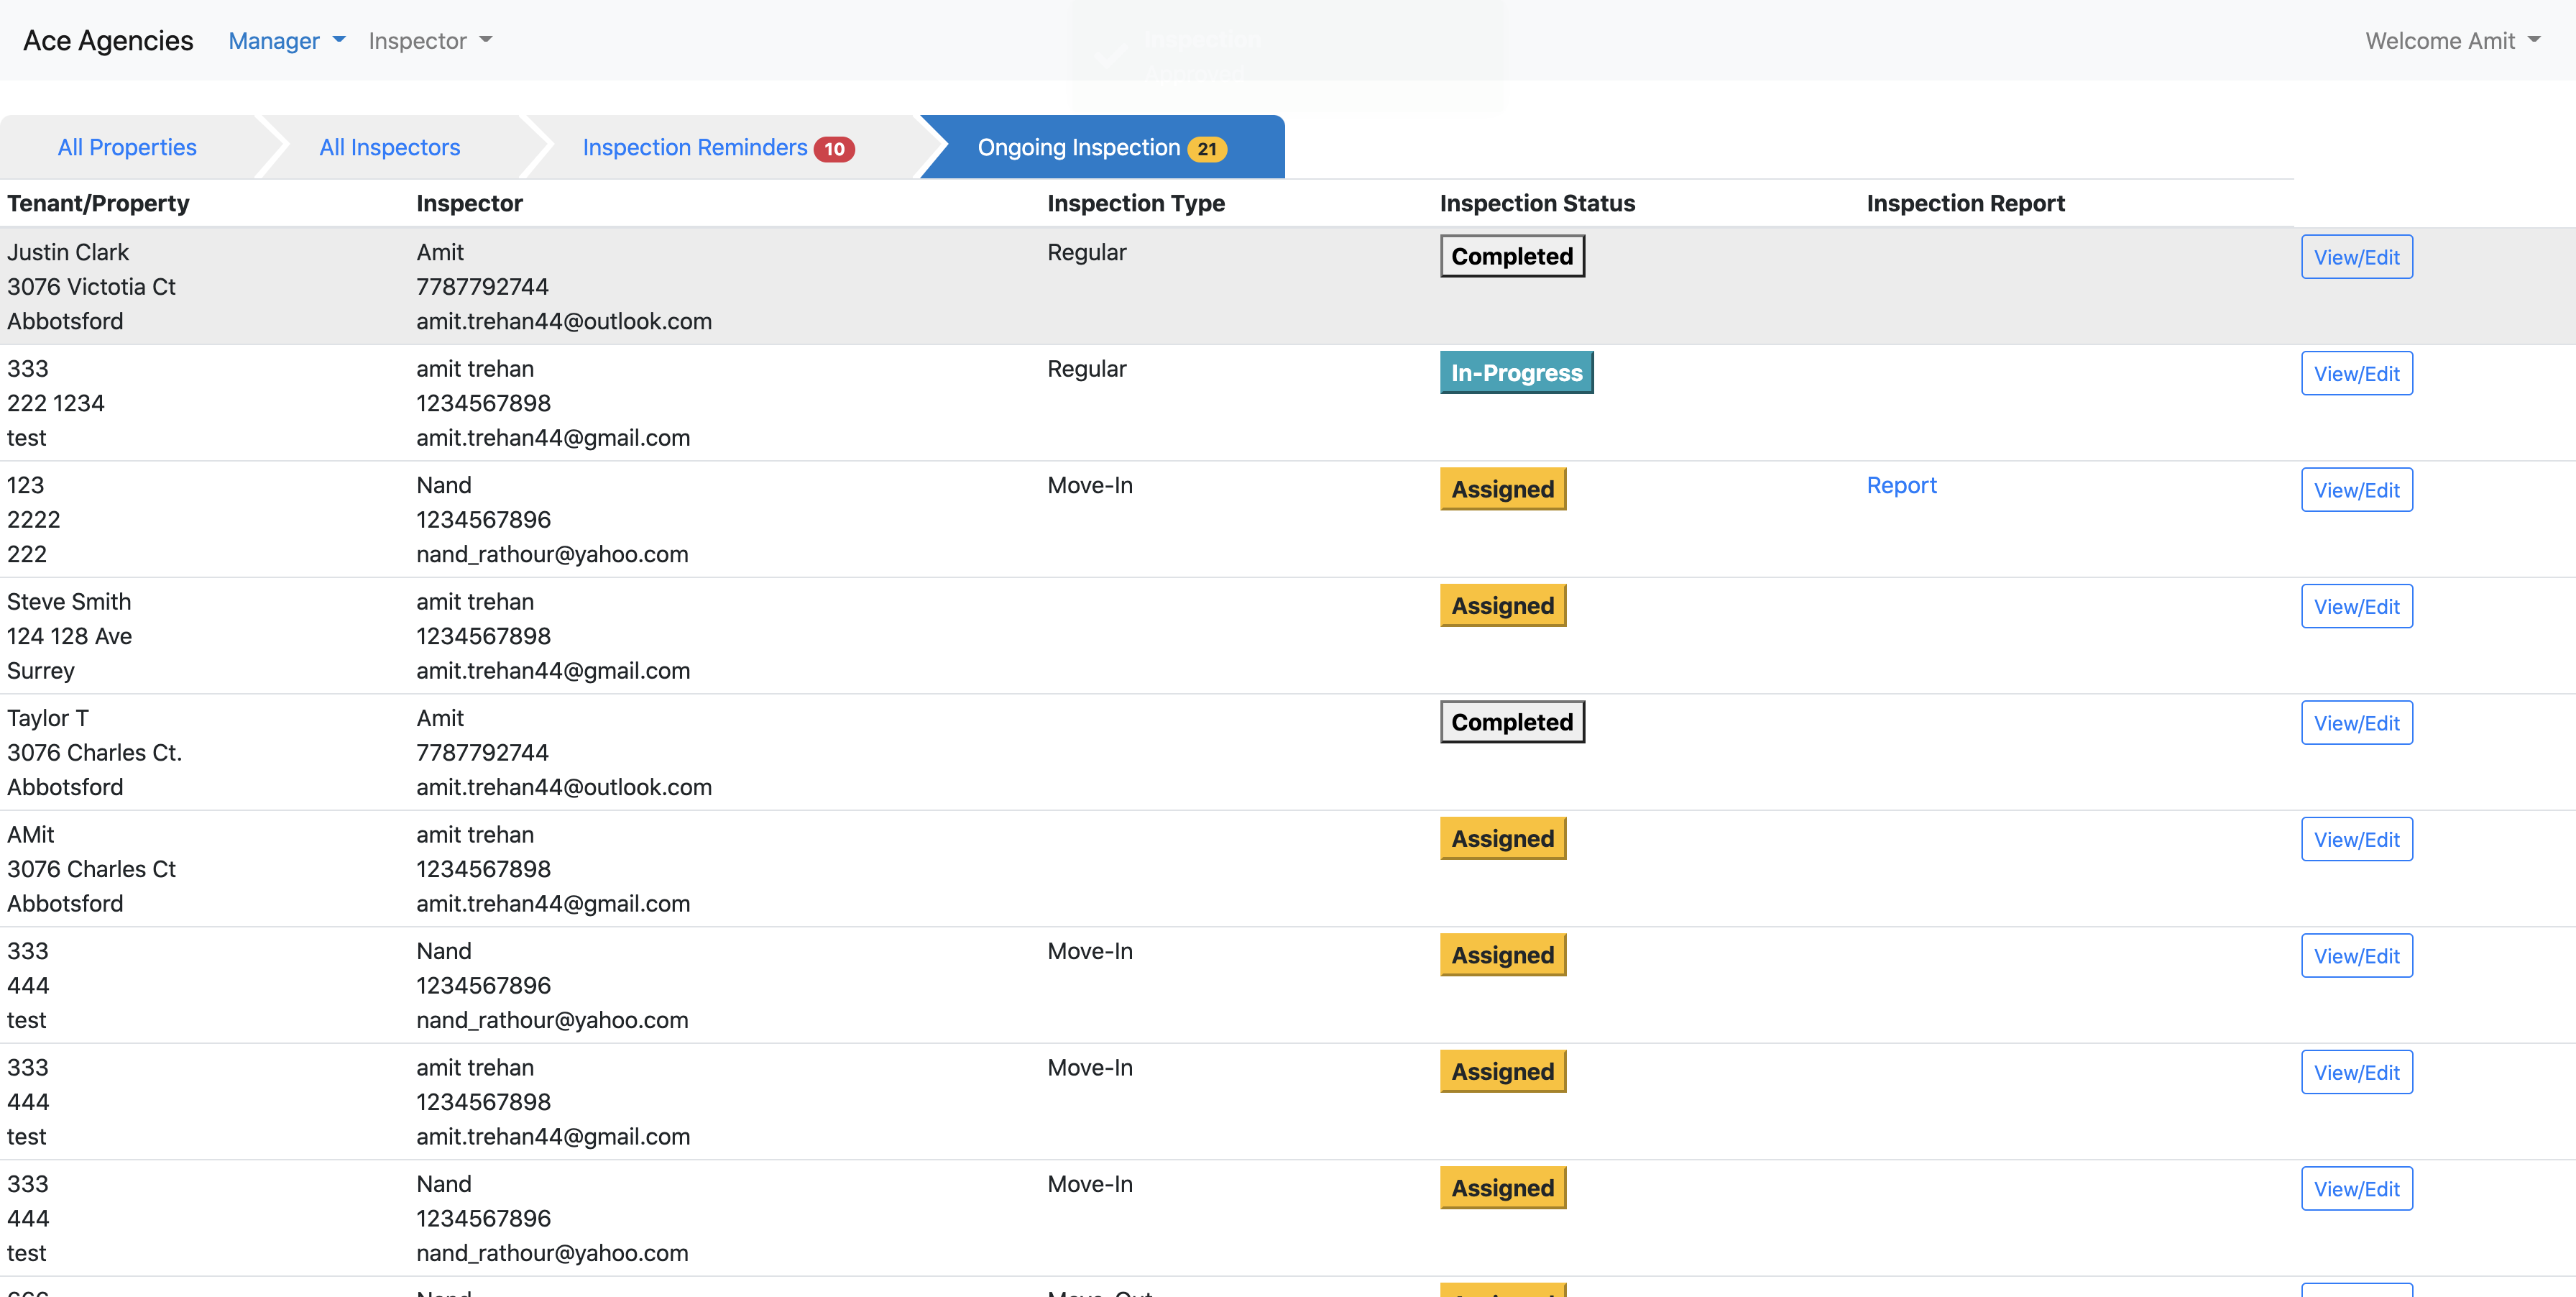 Ace Agencies Manager Inspector Welcome Amit
All Properties All Inspectors Inspection Reminders 10 Ongoing Inspection 21
Tenant/Property Inspector Inspection Type Inspection Status Inspection Report
Justin Clark Amit Regular Completed View/Edit
3076 Victotia Ct 7787792744
Abbotsford amit.trehan44@outlook.com
333 amit trehan Regular In-Progress View/Edit
222 1234 1234567898
test amit.trehan44@gmail.com
123 Nand Move-In Assigned Report View/Edit
2222 1234567896
222 nand_rathour@yahoo.com
Steve Smith amit trehan Assigned View/Edit
124 128 Ave 1234567898
Surrey amit.trehan44@gmail.com
Taylor T Amit Completed View/Edit
3076 Charles Ct. 7787792744
Abbotsford amit.trehan44@outlook.com
AMit amit trehan Assigned View/Edit
3076 Charles Ct 1234567898
Abbotsford amit.trehan44@gmail.com
333 Nand Move-In Assigned View/Edit
444 1234567896
test nand_rathour@yahoo.com
333 amit trehan Move-In Assigned View/Edit
444 1234567898
test amit.trehan44@gmail.com
333 Nand Move-In Assigned View/Edit
444 1234567896
test nand_rathour@yahoo.com